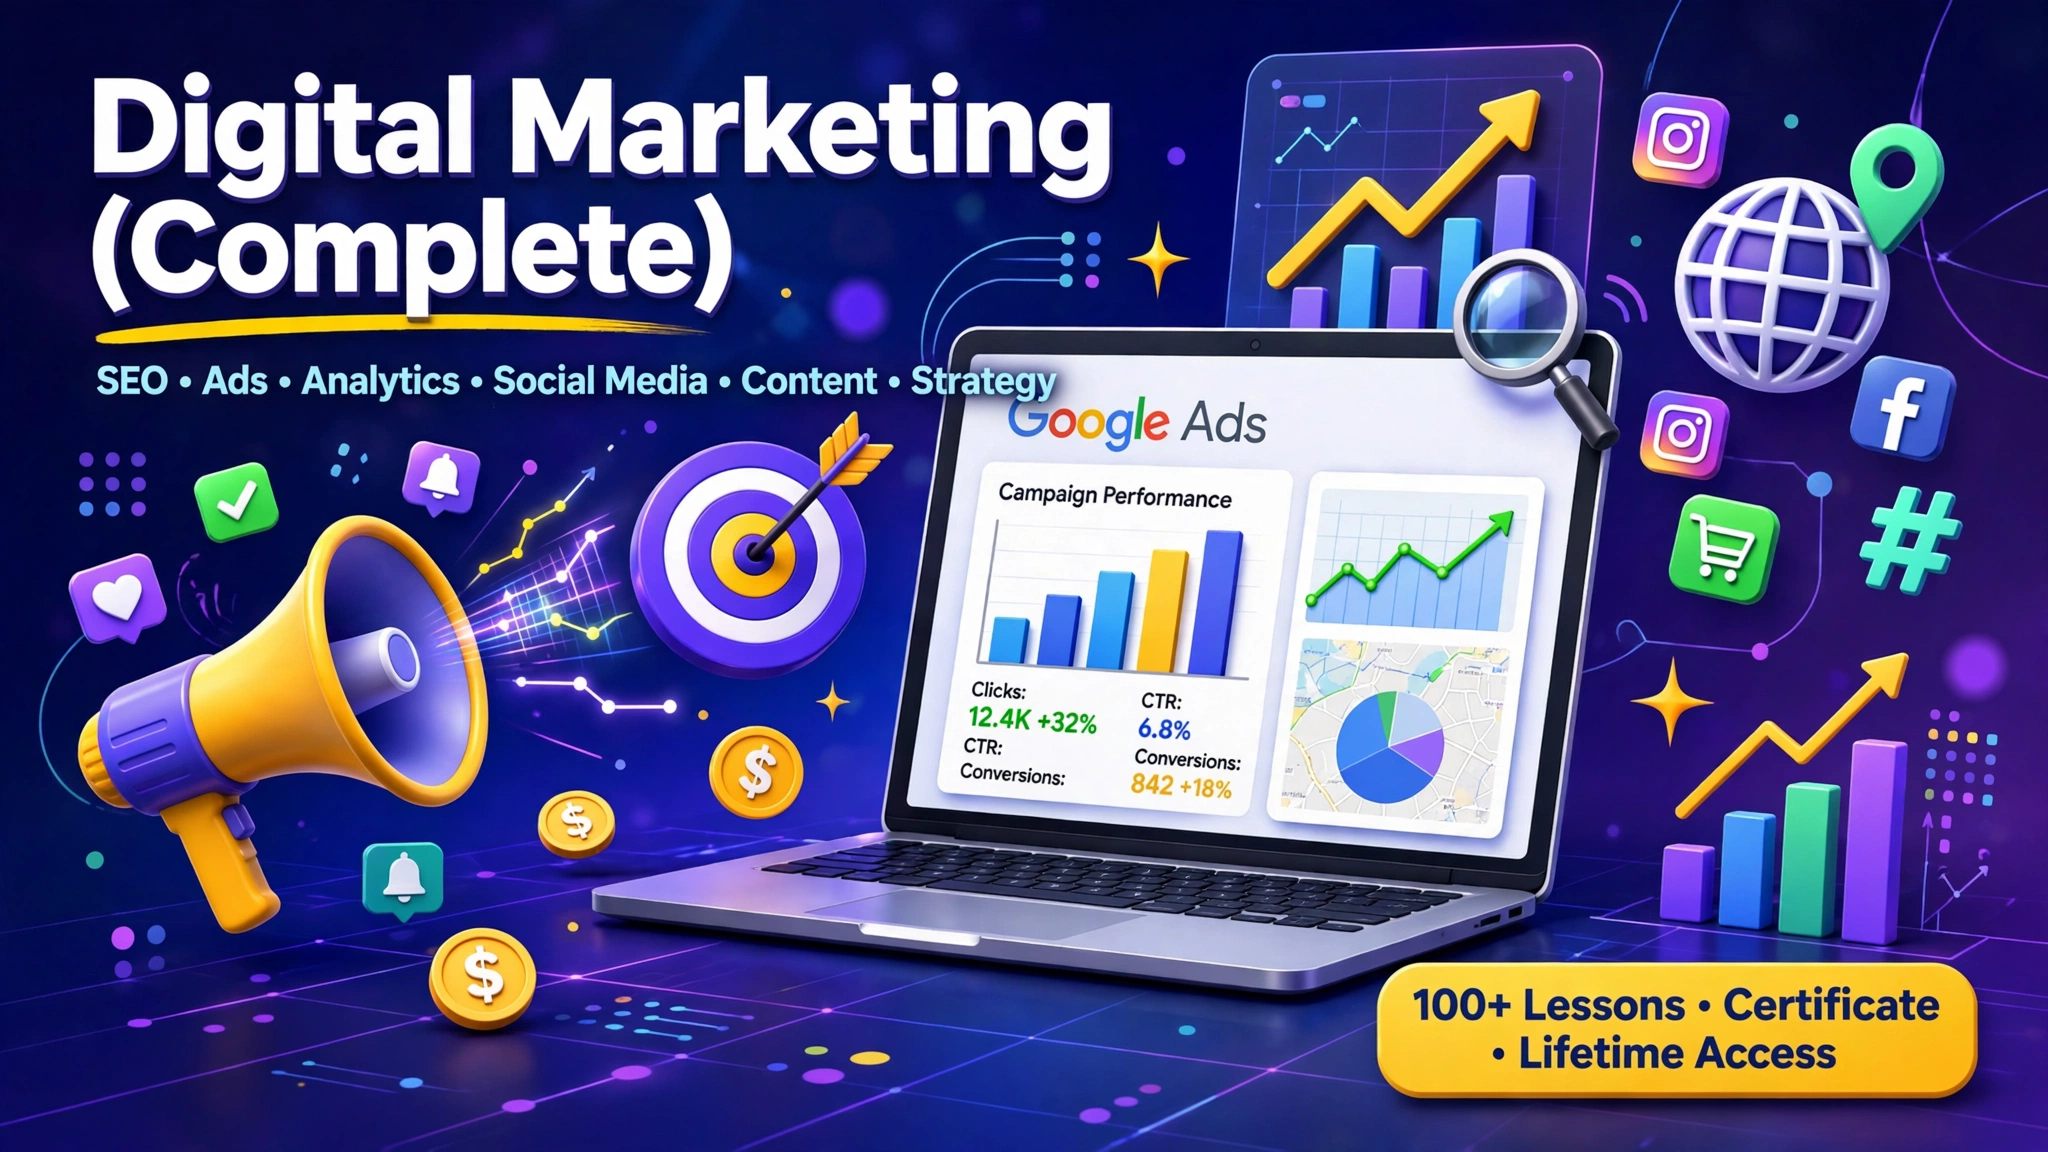 Digital Marketing
(Complete)
SEO • Ads • Analytics • Social Media • Content • Strategy
Google Ads
Campaign Performance
Clicks:
12.4K +32%
CTR:
Conversions:
CTR:
6.8%
Conversions:
842 +18%
100+ Lessons • Certificate
• Lifetime Access